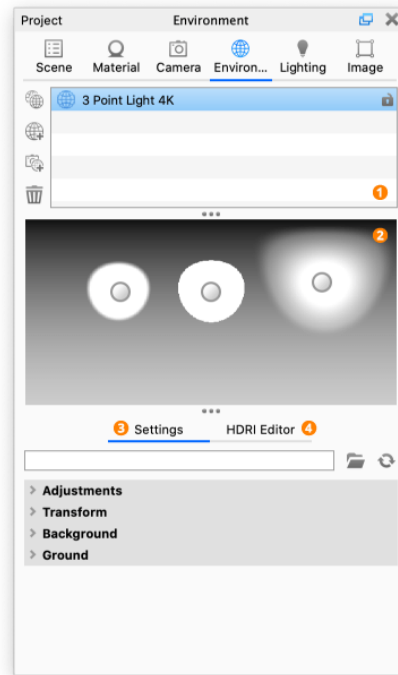 Project Environment
Scene Material Camera Environ... Lighting Image
3 Point Light 4K
1
2
3 Settings HDRI Editor 4
Adjustments
Transform
Background
Ground